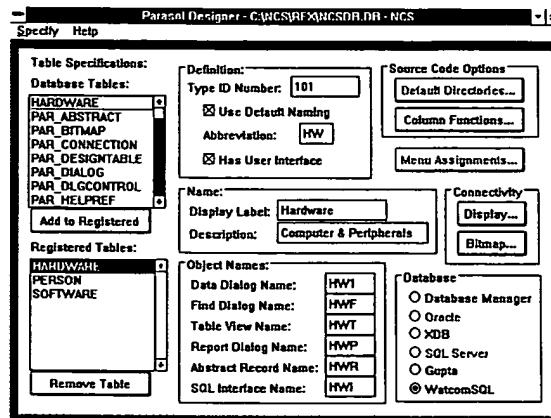 Parasol Designer - C:\NCS\RFX\NCSDR.DB - NCS
Specify Help
Table Specifications:
Database Tables:
HARDWARE
PAR_ABSTRACT
PAR_BITMAP
PAR_CONNECTION
PAR_DESIGNTABLE
PAR_DIALOG
PAR_DLGCONTROL
PAR_HELPREF
Add to Registered
Registered Tables:
HARDWARE
PERSON
SOFTWARE
Remove Table
Definition:
Type ID Number: 101
Use Default Naming
Abbreviation: HW
Has User Interface
Source Code Options
Default Directories...
Column Functions...
Menu Assignments...
Name:
Display Label: Hardware
Description: Computer & Peripherals
Connectivity
Display...
Bitmap...
Object Names:
Data Dialog Name: HW1
Find Dialog Name: HWF
Table View Name: HWT
Report Dialog Name: HWP
Abstract Record Name: HWR
SQL Interface Name: HWi
Database
Database Manager
Oracle
XDB
SQL Server
Gupta
WatcomSQL